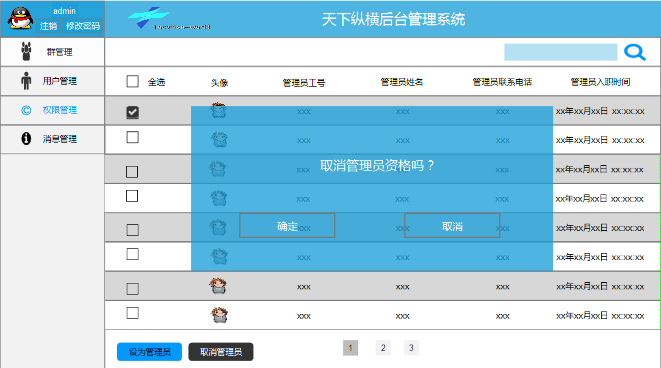 admin
注销 修改密码
天下纵横后台管理系统
群管理
用户管理
权限管理
消息管理
全选 头像 管理员工号 管理员姓名 管理员联系电话 管理员入职时间
xxx xxx xxx xx年xx月xx日 xx:xx:xx
xxx xxx xxx xx年xx月xx日 xx:xx:xx
xxx xxx xxx xx年xx月xx日 xx:xx:xx
取消管理员资格吗？
xxx xxx xxx xx年xx月xx日 xx:xx:xx
xxx xxx xxx xx年xx月xx日 xx:xx:xx
确定 取消
xxx xxx xxx xx年xx月xx日 xx:xx:xx
xxx xxx xxx xx年xx月xx日 xx:xx:xx
xxx xxx xxx xx年xx月xx日 xx:xx:xx
设为管理员 取消管理员
1 2 3